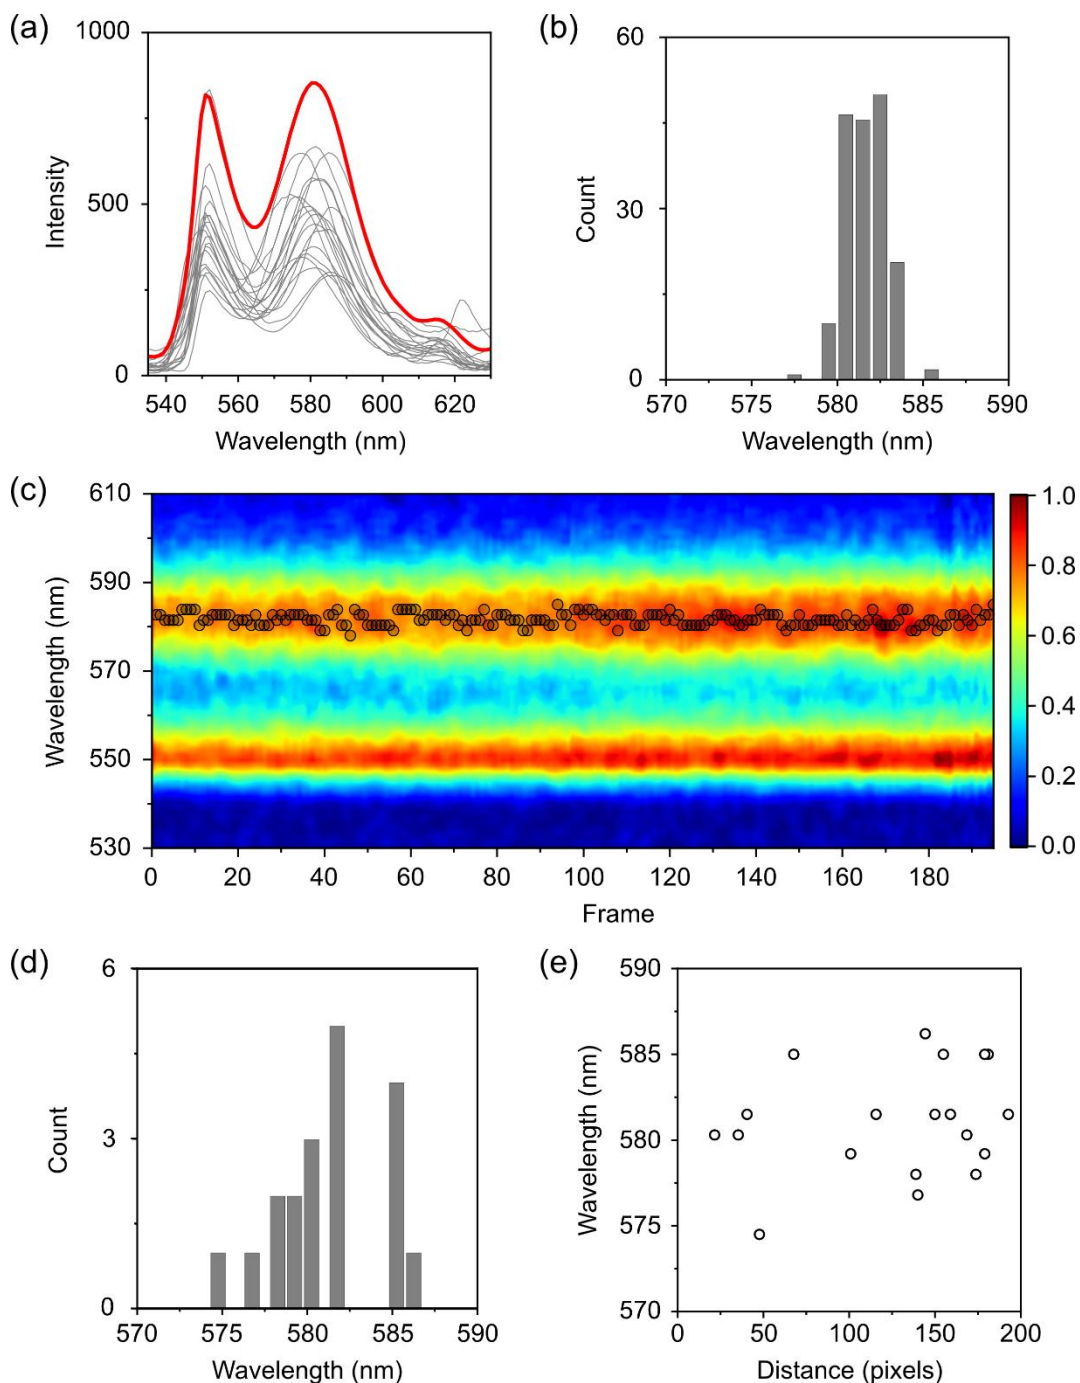 (a)
1000
500
0
Intensity
540 560 580 600 620
Wavelength (nm)
(b)
60
30
0
Count
570 575 580 585 590
Wavelength (nm)
(c)
610
590
570
550
530
Wavelength (nm)
0 20 40 60 80 100 120 140 160 180
Frame
1.0
0.8
0.6
0.4
0.2
0.0
(d)
6
3
0
Count
570 575 580 585 590
Wavelength (nm)
(e)
590
585
580
575
570
Wavelength (nm)
0 50 100 150 200
Distance (pixels)